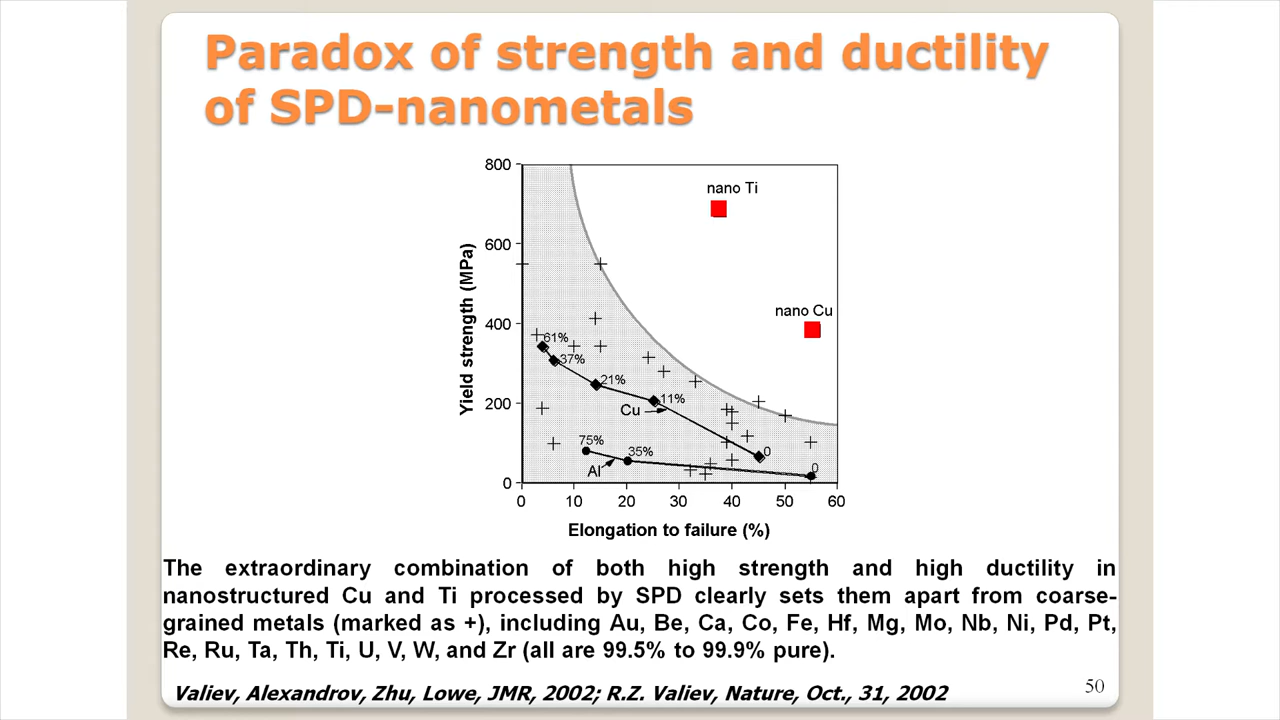 Paradox of strength and ductility
of SPD-nanometals
800
nano Ti
600
Yield strength (MPa)
nano Cu
400
61%
37%
21%
11%
200
Cu
75%
35%
0
Al
0
0
0 10 20 30 40 50 60
Elongation to failure (%)
The extraordinary combination of both high strength and high ductility in
nanostructured Cu and Ti processed by SPD clearly sets them apart from coarse-
grained metals (marked as +), including Au, Be, Ca, Co, Fe, Hf, Mg, Mo, Nb, Ni, Pd, Pt,
Re, Ru, Ta, Th, Ti, U, V, W, and Zr (all are 99.5% to 99.9% pure).
Valiev, Alexandrov, Zhu, Lowe, JMR, 2002; R.Z. Valiev, Nature, Oct., 31, 2002
50